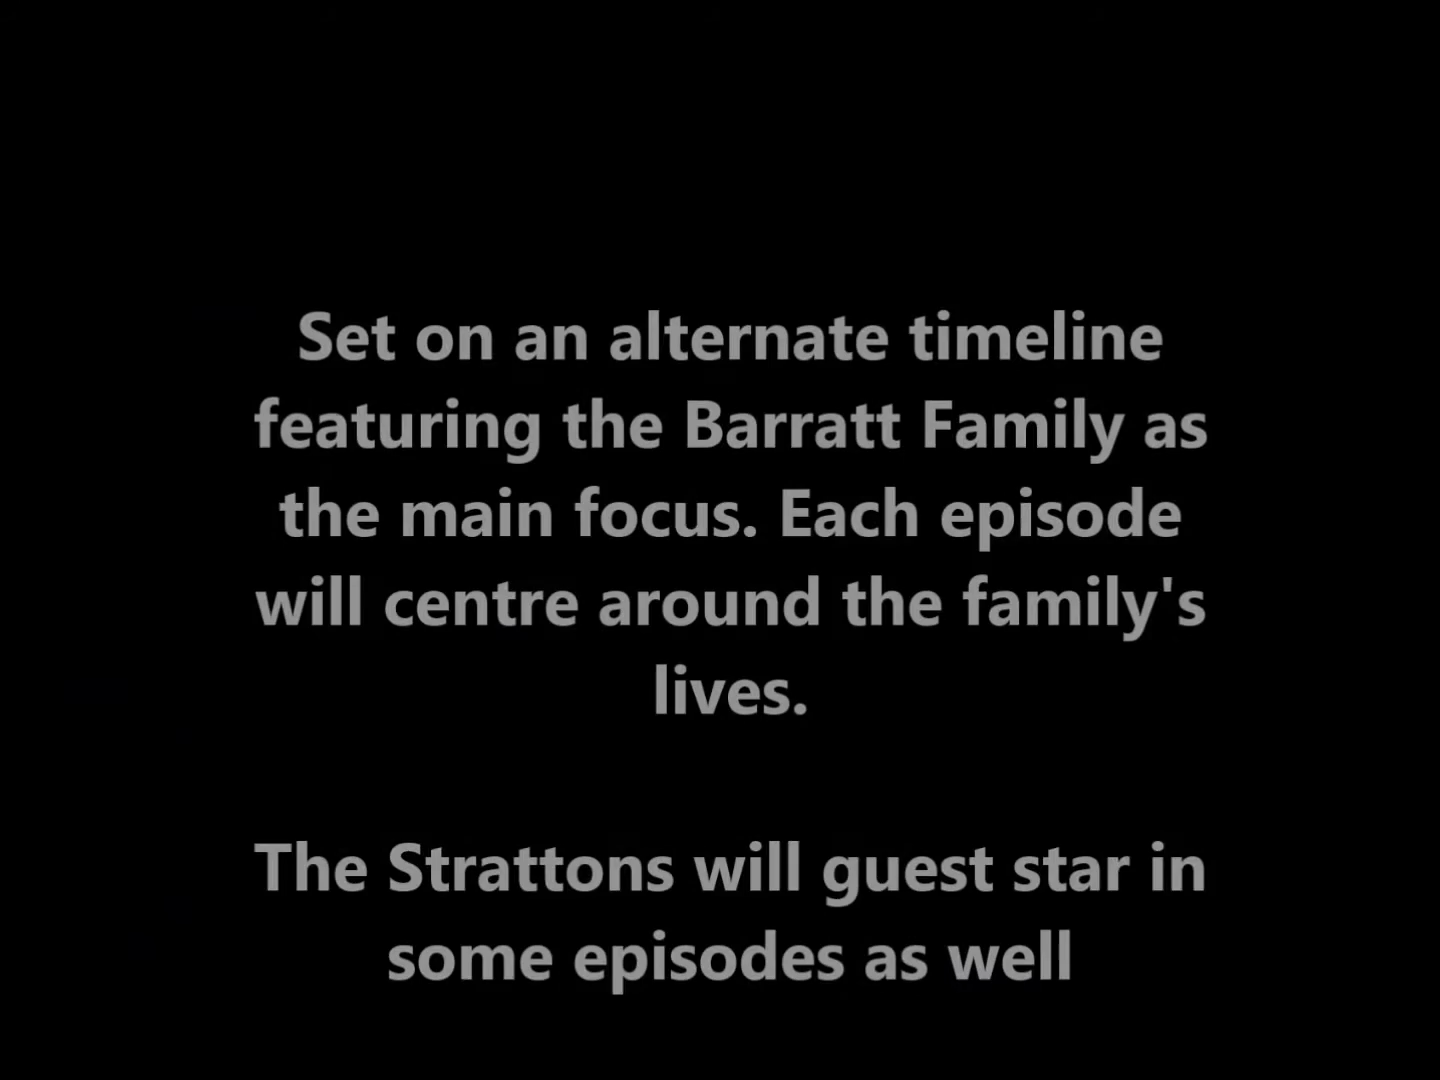 Set on an alternate timeline
featuring the Barratt Family as
the main focus. Each episode
will centre around the family's
lives.
The Strattons will guest star in
some episodes as well